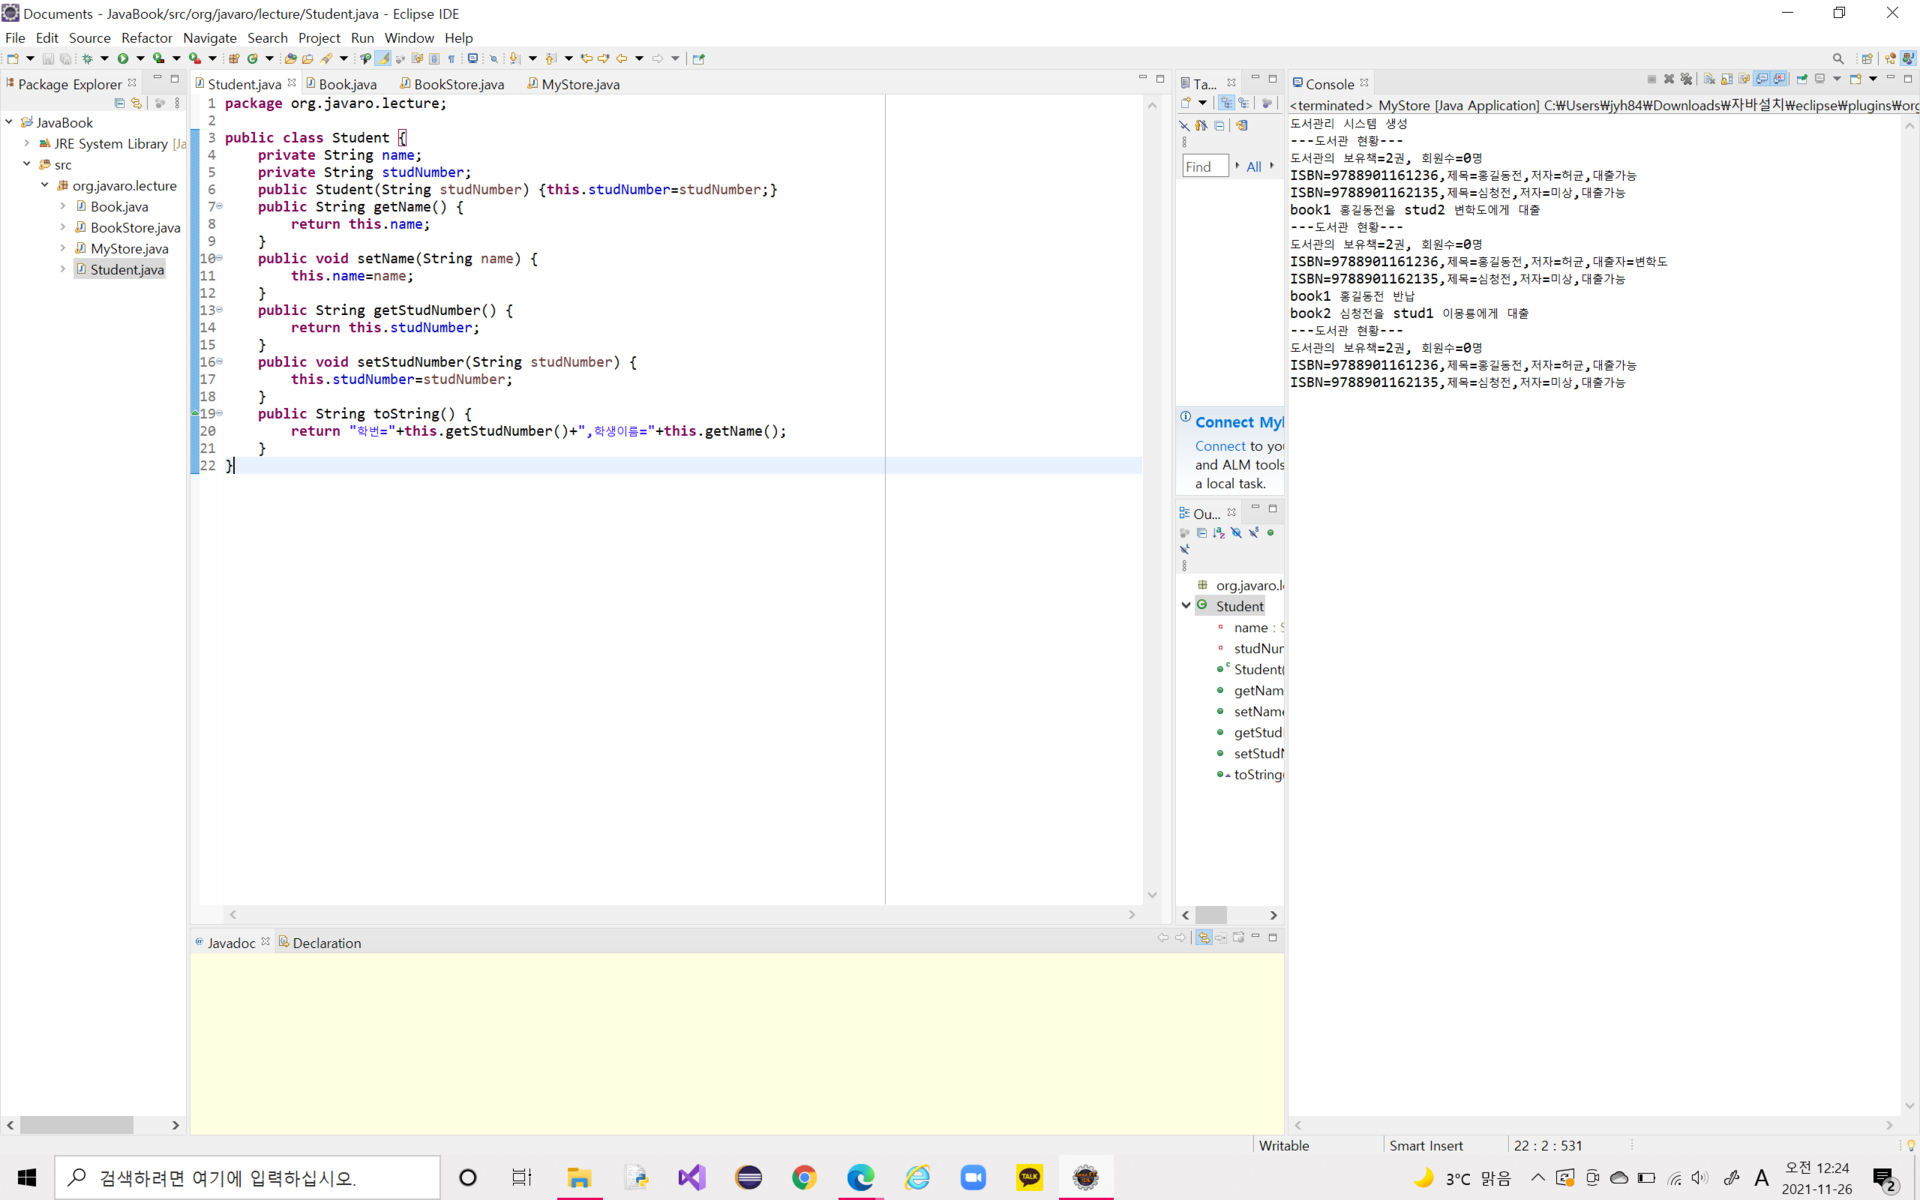 Documents - JavaBook/src/org/javaro/lecture/Student.java - Eclipse IDE
File Edit Source Refactor Navigate Search Project Run Window Help
Package Explorer
JavaBook
JRE System Library [Ja
src
org.javaro.lecture
Book.java
BookStore.java
MyStore.java
Student.java
Student.java Book.java BookStore.java MyStore.java
1 package org.javaro.lecture;
2
3 public class Student {
4 private String name;
5 private String studNumber;
6 public Student(String studNumber) {this.studNumber=studNumber;}
7 public String getName() {
8 return this.name;
9 }
10 public void setName(String name) {
11 this.name=name;
12 }
13 public String getStudNumber() {
14 return this.studNumber;
15 }
16 public void setStudNumber(String studNumber) {
17 this.studNumber=studNumber;
18 }
19 public String toString() {
20 return "학번="+this.getStudNumber()+",학생이름="+this.getName();
21 }
22 }
Javadoc Declaration
Ta...
Find All
Connect Myl
Connect to you
and ALM tools
a local task.
Ou...
org.javaro.l
Student
name : S
studNum
Student(
getNam
setName
getStud
setStudN
toString(
Console
<terminated> MyStore [Java Application] C:₩Users₩jyh84₩Downloads₩자바설치₩eclipse₩plugins₩org
도서관리 시스템 생성
---도서관 현황---
도서관의 보유책=2권, 회원수=0명
ISBN=9788901161236,제목=홍길동전,저자=허균,대출가능
ISBN=9788901162135,제목=심청전,저자=미상,대출가능
book1 홍길동전을 stud2 변학도에게 대출
---도서관 현황---
도서관의 보유책=2권, 회원수=0명
ISBN=9788901161236,제목=홍길동전,저자=허균,대출자=변학도
ISBN=9788901162135,제목=심청전,저자=미상,대출가능
book1 홍길동전 반납
book2 심청전을 stud1 이몽룡에게 대출
---도서관 현황---
도서관의 보유책=2권, 회원수=0명
ISBN=9788901161236,제목=홍길동전,저자=허균,대출가능
ISBN=9788901162135,제목=심청전,저자=미상,대출가능
Writable Smart Insert 22 : 2 : 531
검색하려면 여기에 입력하십시오.
TALK
3°C 맑음
A
오전 12:24
2021-11-26
2